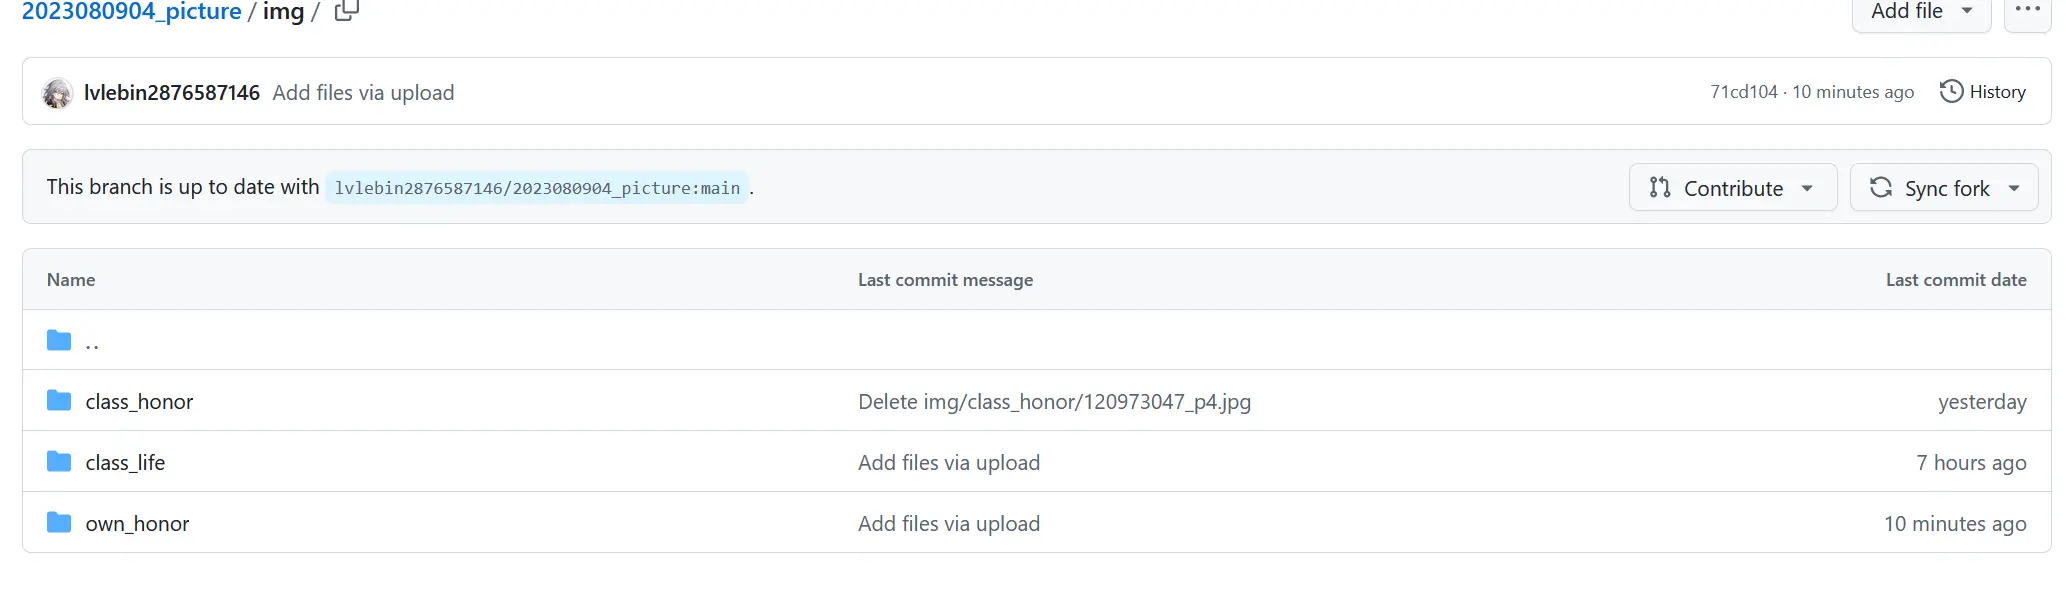 2023080904_picture / img /
Add file
lvlebin2876587146 Add files via upload
71cd104 · 10 minutes ago History
This branch is up to date with lvlebin2876587146/2023080904_picture:main .
Contribute
Sync fork
Name Last commit message Last commit date
..
class_honor Delete img/class_honor/120973047_p4.jpg yesterday
class_life Add files via upload 7 hours ago
own_honor Add files via upload 10 minutes ago